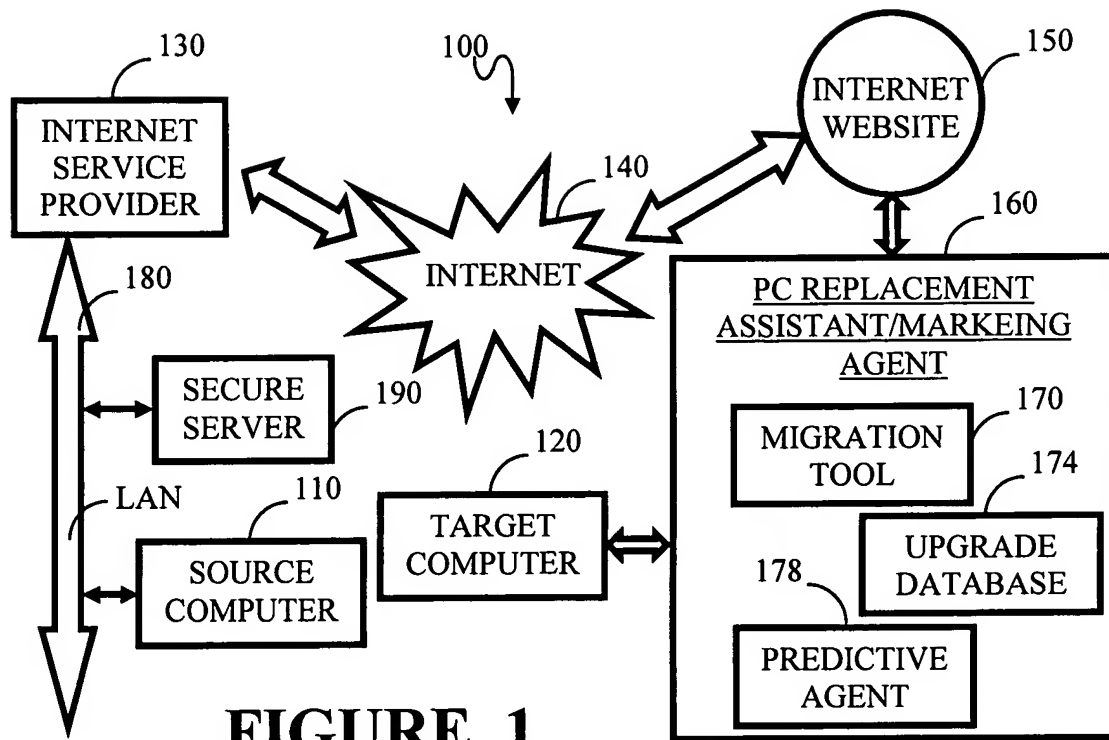 130
100
150
INTERNET
SERVICE
PROVIDER
INTERNET
WEBSITE
140
160
INTERNET
180
PC REPLACEMENT
ASSISTANT/MARKEING
AGENT
SECURE
SERVER
190
170
MIGRATION
TOOL
120
174
LAN
110
TARGET
COMPUTER
UPGRADE
DATABASE
SOURCE
COMPUTER
178
PREDICTIVE
AGENT
FIGURE 1